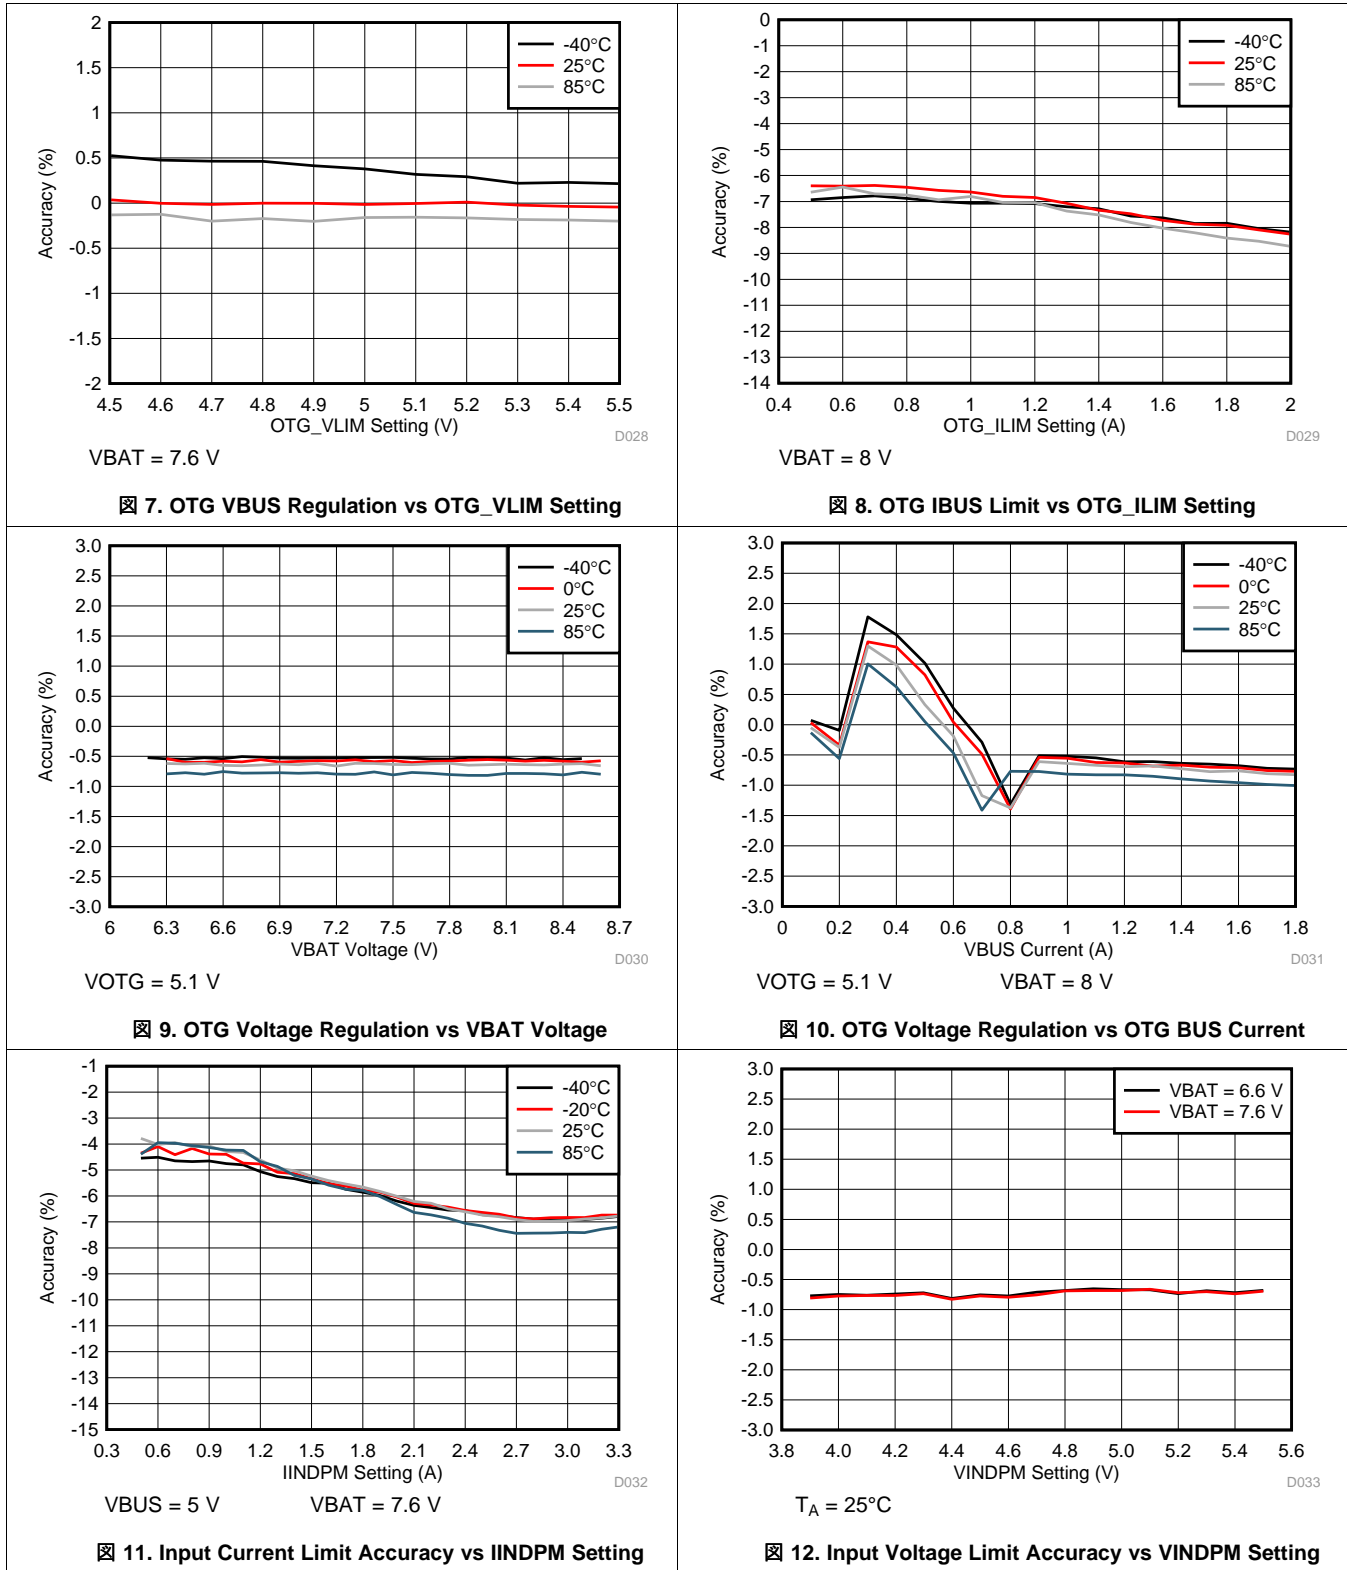 2
1.5
1
0.5
0
-0.5
-1
-1.5
-2
Accuracy (%)
-40°C
25°C
85°C
4.5 4.6 4.7 4.8 4.9 5 5.1 5.2 5.3 5.4 5.5
OTG_VLIM Setting (V)
D028
VBAT = 7.6 V
図 7. OTG VBUS Regulation vs OTG_VLIM Setting
0
-1
-2
-3
-4
-5
-6
-7
-8
-9
-10
-11
-12
-13
-14
Accuracy (%)
-40°C
25°C
85°C
0.4 0.6 0.8 1 1.2 1.4 1.6 1.8 2
OTG_ILIM Setting (A)
D029
VBAT = 8 V
図 8. OTG IBUS Limit vs OTG_ILIM Setting
3.0
2.5
2.0
1.5
1.0
0.5
0.0
-0.5
-1.0
-1.5
-2.0
-2.5
-3.0
Accuracy (%)
-40°C
0°C
25°C
85°C
6 6.3 6.6 6.9 7.2 7.5 7.8 8.1 8.4 8.7
VBAT Voltage (V)
D030
VOTG = 5.1 V
図 9. OTG Voltage Regulation vs VBAT Voltage
3.0
2.5
2.0
1.5
1.0
0.5
0.0
-0.5
-1.0
-1.5
-2.0
-2.5
-3.0
Accuracy (%)
-40°C
0°C
25°C
85°C
0 0.2 0.4 0.6 0.8 1 1.2 1.4 1.6 1.8
VBUS Current (A)
D031
VOTG = 5.1 V VBAT = 8 V
図 10. OTG Voltage Regulation vs OTG BUS Current
-1
-2
-3
-4
-5
-6
-7
-8
-9
-10
-11
-12
-13
-14
-15
Accuracy (%)
-40°C
-20°C
25°C
85°C
0.3 0.6 0.9 1.2 1.5 1.8 2.1 2.4 2.7 3.0 3.3
IINDPM Setting (A)
D032
VBUS = 5 V VBAT = 7.6 V
図 11. Input Current Limit Accuracy vs IINDPM Setting
3.0
2.5
2.0
1.5
1.0
0.5
0.0
-0.5
-1.0
-1.5
-2.0
-2.5
-3.0
Accuracy (%)
VBAT = 6.6 V
VBAT = 7.6 V
3.8 4.0 4.2 4.4 4.6 4.8 5.0 5.2 5.4 5.6
VINDPM Setting (V)
D033
TA = 25°C
図 12. Input Voltage Limit Accuracy vs VINDPM Setting